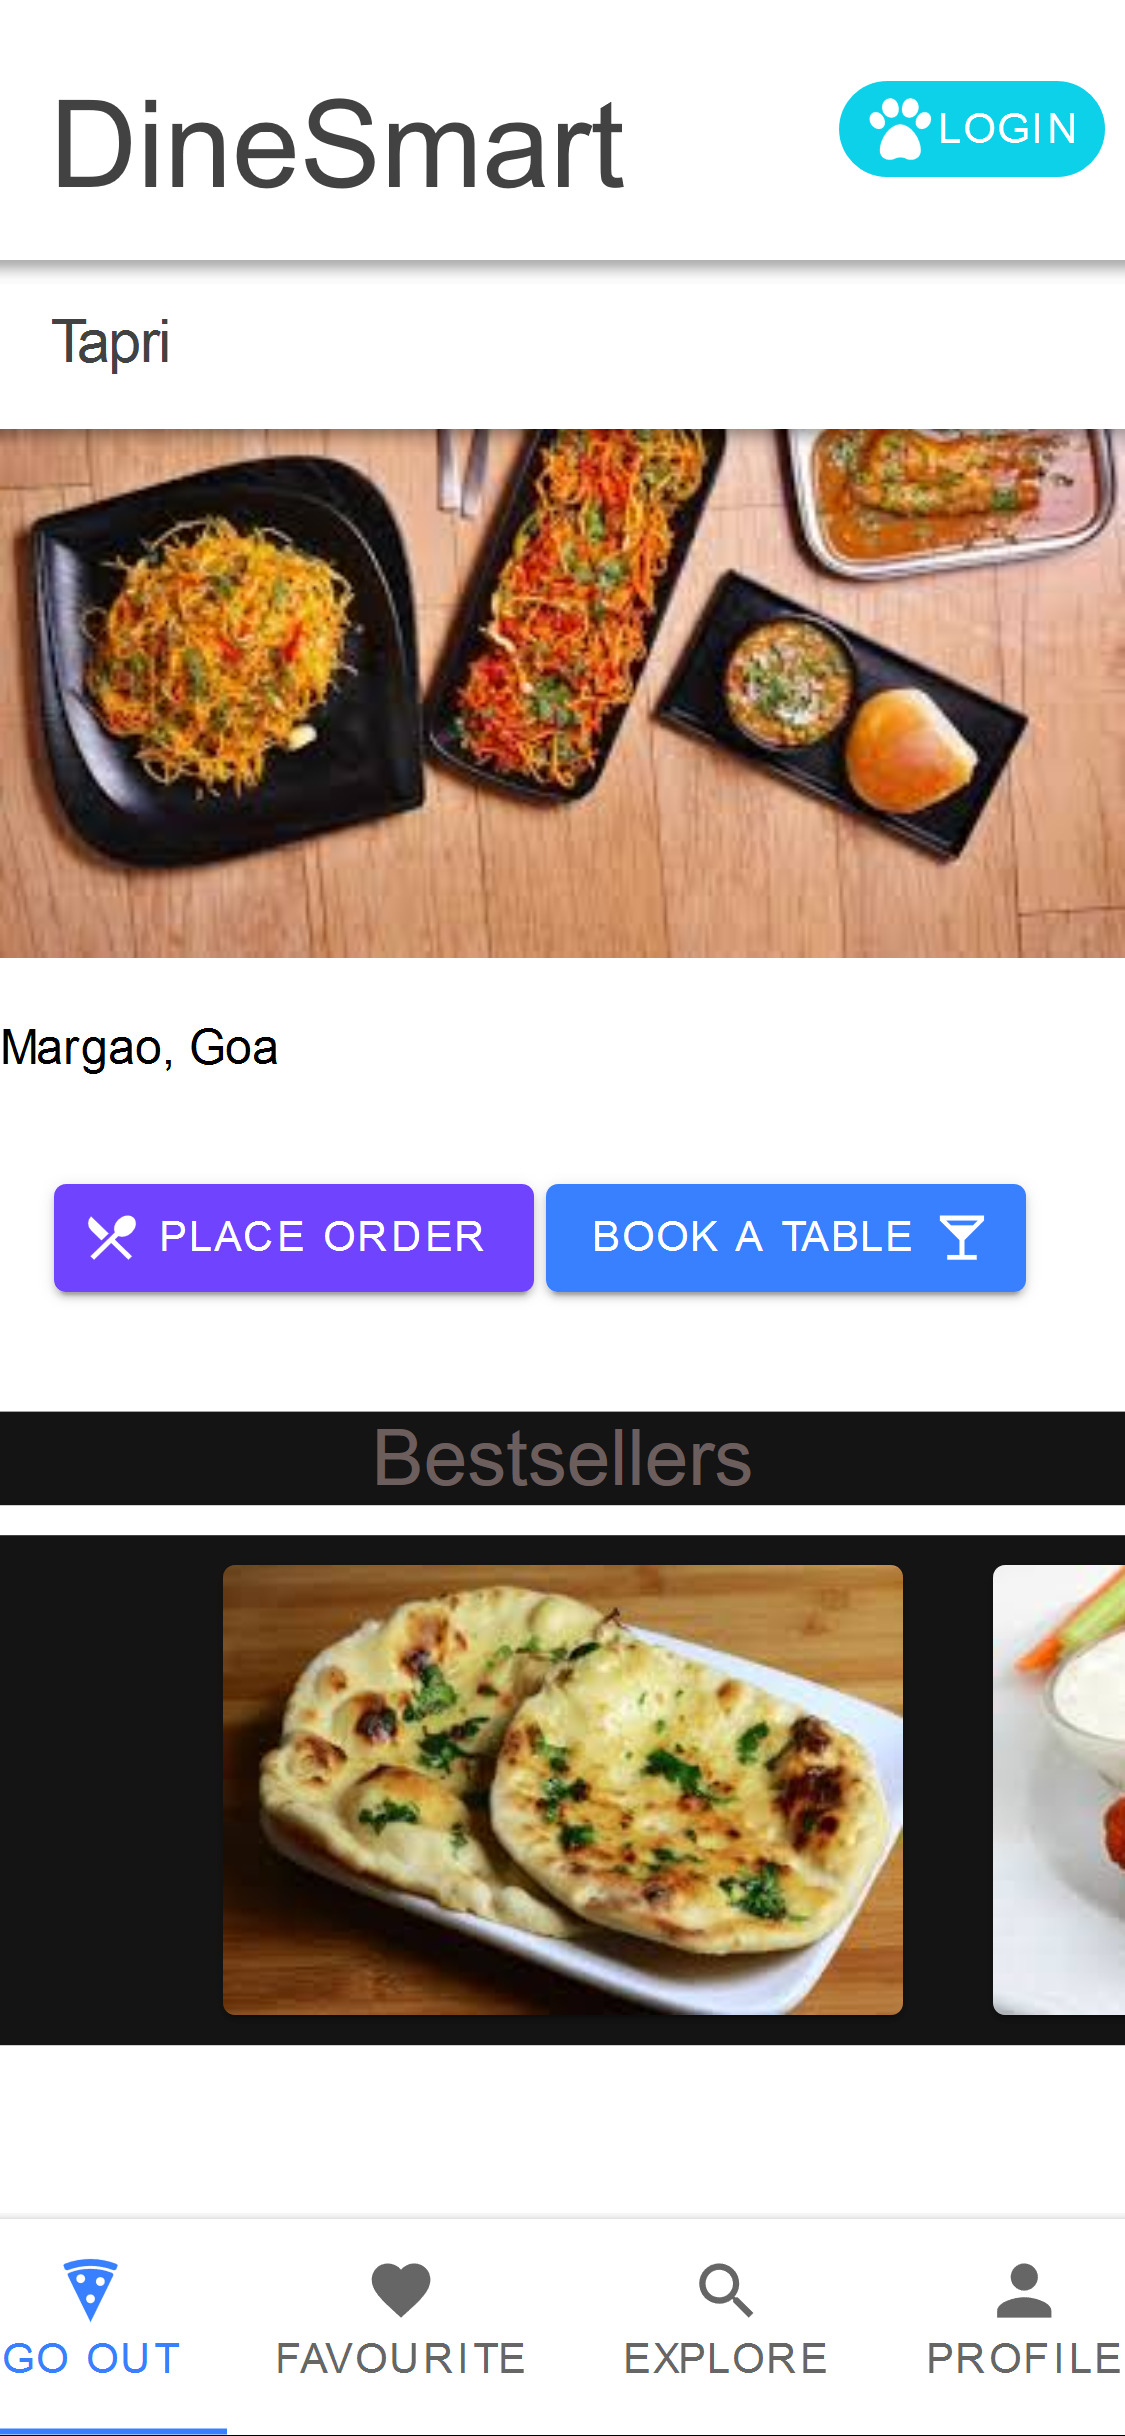 DineSmart
LOGIN
Tapri
Margao, Goa
PLACE ORDER
BOOK A TABLE
Bestsellers
GO OUT
FAVOURITE
EXPLORE
PROFILE